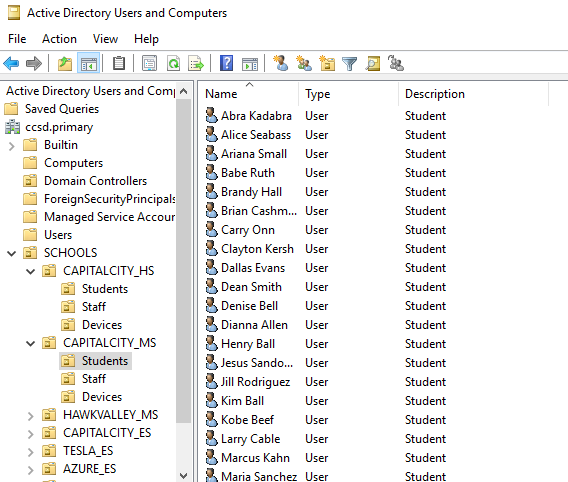 Active Directory Users and Computers
File Action View Help
Active Directory Users and Comp
Saved Queries
ccsd.primary
Builtin
Computers
Domain Controllers
ForeignSecurityPrincipals
Managed Service Accour
Users
SCHOOLS
CAPITALCITY_HS
Students
Staff
Devices
CAPITALCITY_MS
Students
Staff
Devices
HAWKVALLEY_MS
CAPITALCITY_ES
TESLA_ES
AZURE_ES
Name Type Description
Abra Kadabra User Student
Alice Seabass User Student
Ariana Small User Student
Babe Ruth User Student
Brandy Hall User Student
Brian Cashm... User Student
Carry Onn User Student
Clayton Kersh User Student
Dallas Evans User Student
Dean Smith User Student
Denise Bell User Student
Dianna Allen User Student
Henry Ball User Student
Jesus Sando... User Student
Jill Rodriguez User Student
Kim Ball User Student
Kobe Beef User Student
Larry Cable User Student
Marcus Kahn User Student
Maria Sanchez User Student